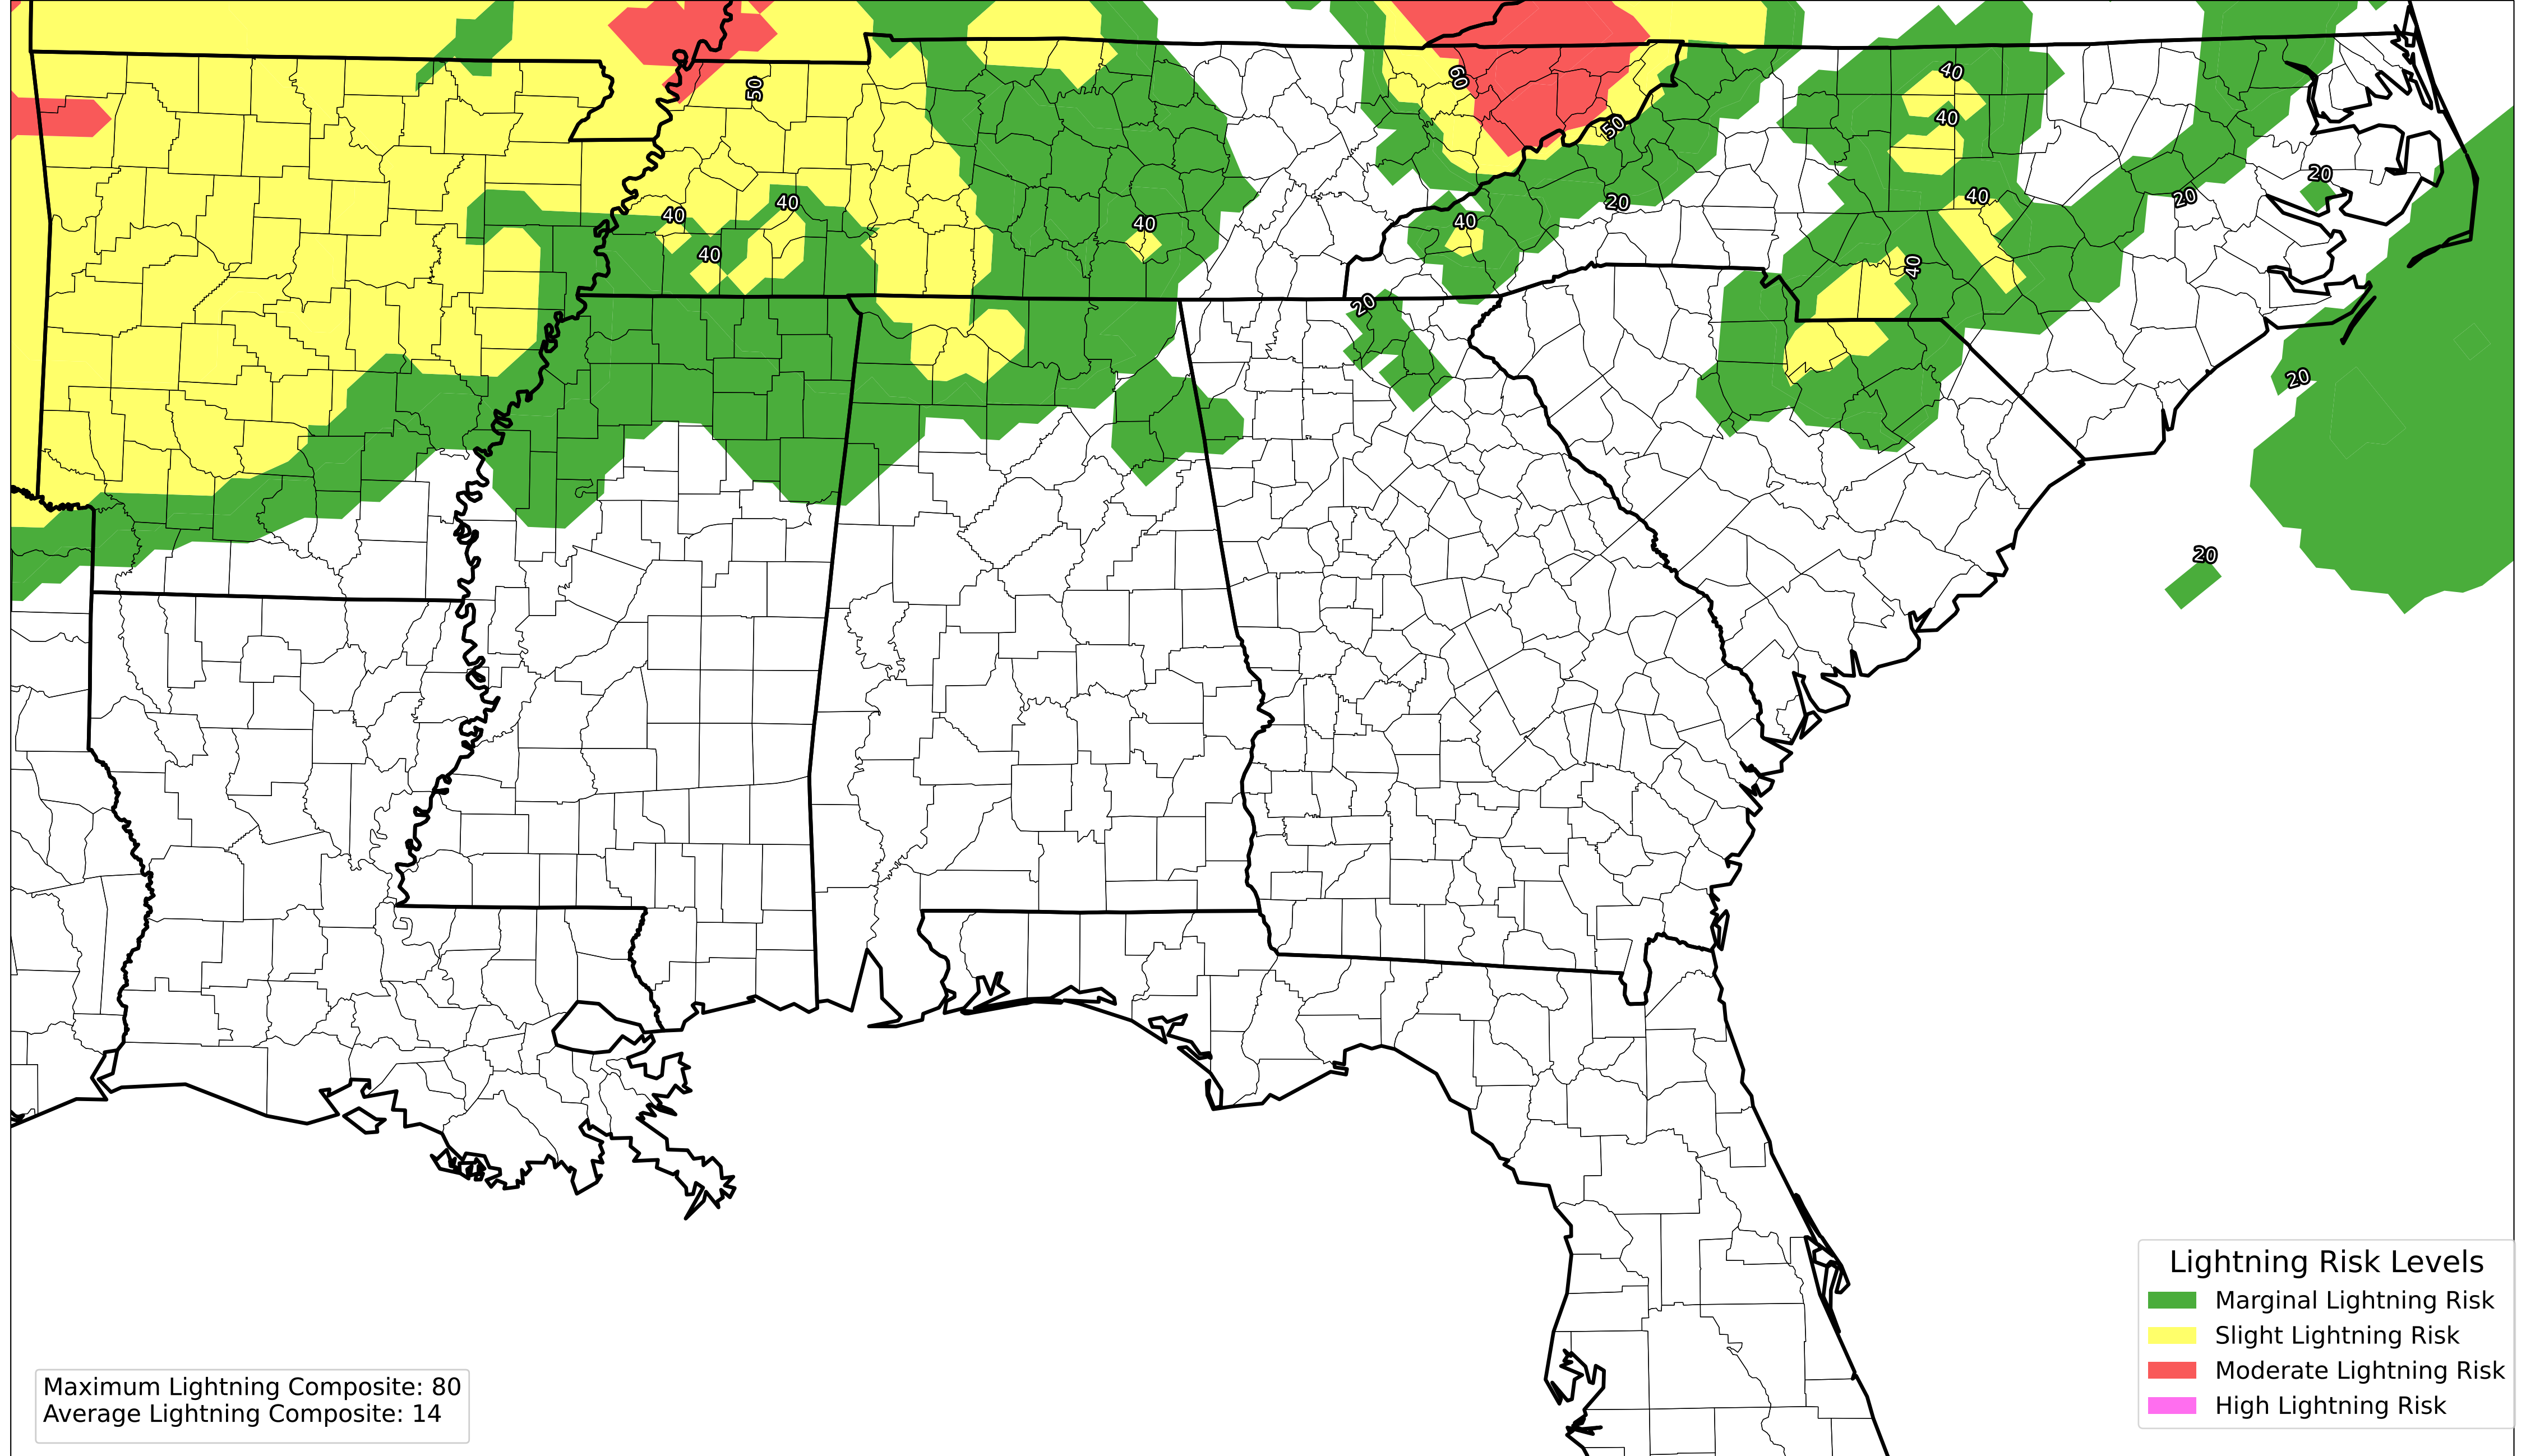 40
50
60
40
50
20
40
40
20
40
20
40
40
40
40
20
20
20
Lightning Risk Levels
Marginal Lightning Risk
Slight Lightning Risk
Moderate Lightning Risk
High Lightning Risk
Maximum Lightning Composite: 80
Average Lightning Composite: 14